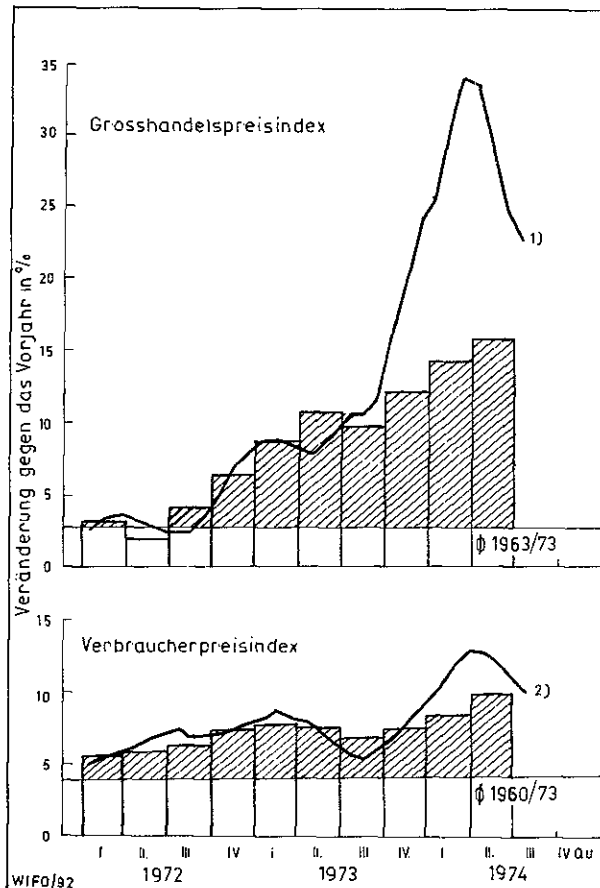 35
Grosshandelspreisindex
30
25
1)
20
15
10
5
ϕ 1963/73
0
Veränderung gegen das Vorjahr in %
15
Verbraucherpreisindex
10
2)
5
ϕ 1960/73
0
I II. III IV i II. III IV. I II. III IV Qu
1972 1973 1974
WIFO/92